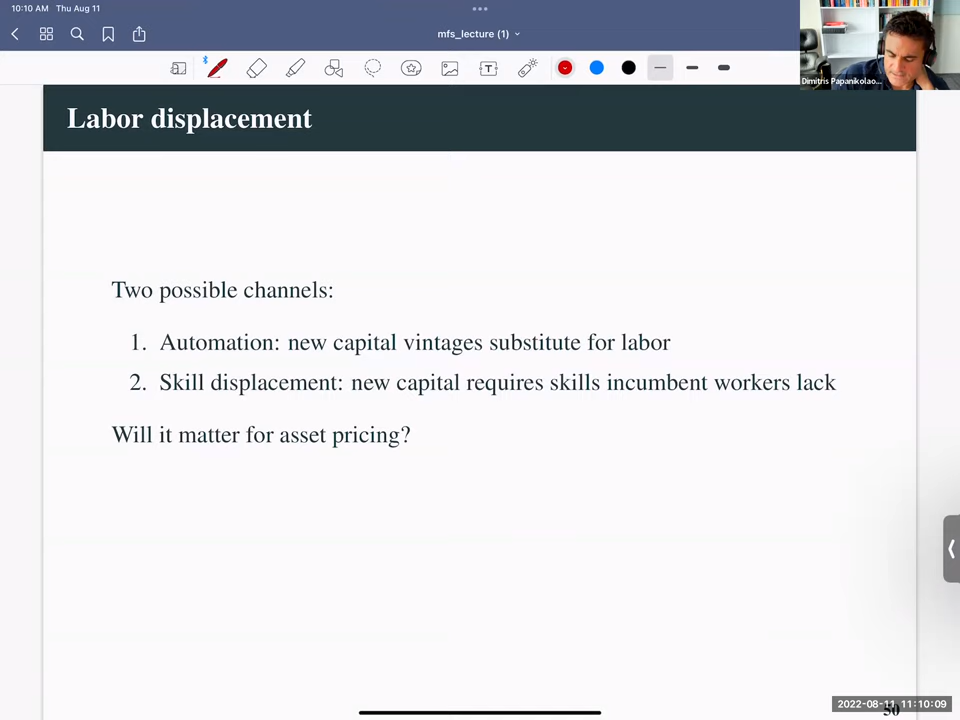 10:10 AM Thu Aug 11
mfs_lecture (1)
T
Dimitris Papanikolao...
Labor displacement
Two possible channels:
1. Automation: new capital vintages substitute for labor
2. Skill displacement: new capital requires skills incumbent workers lack
Will it matter for asset pricing?
2022-08-11 11:10:09
50